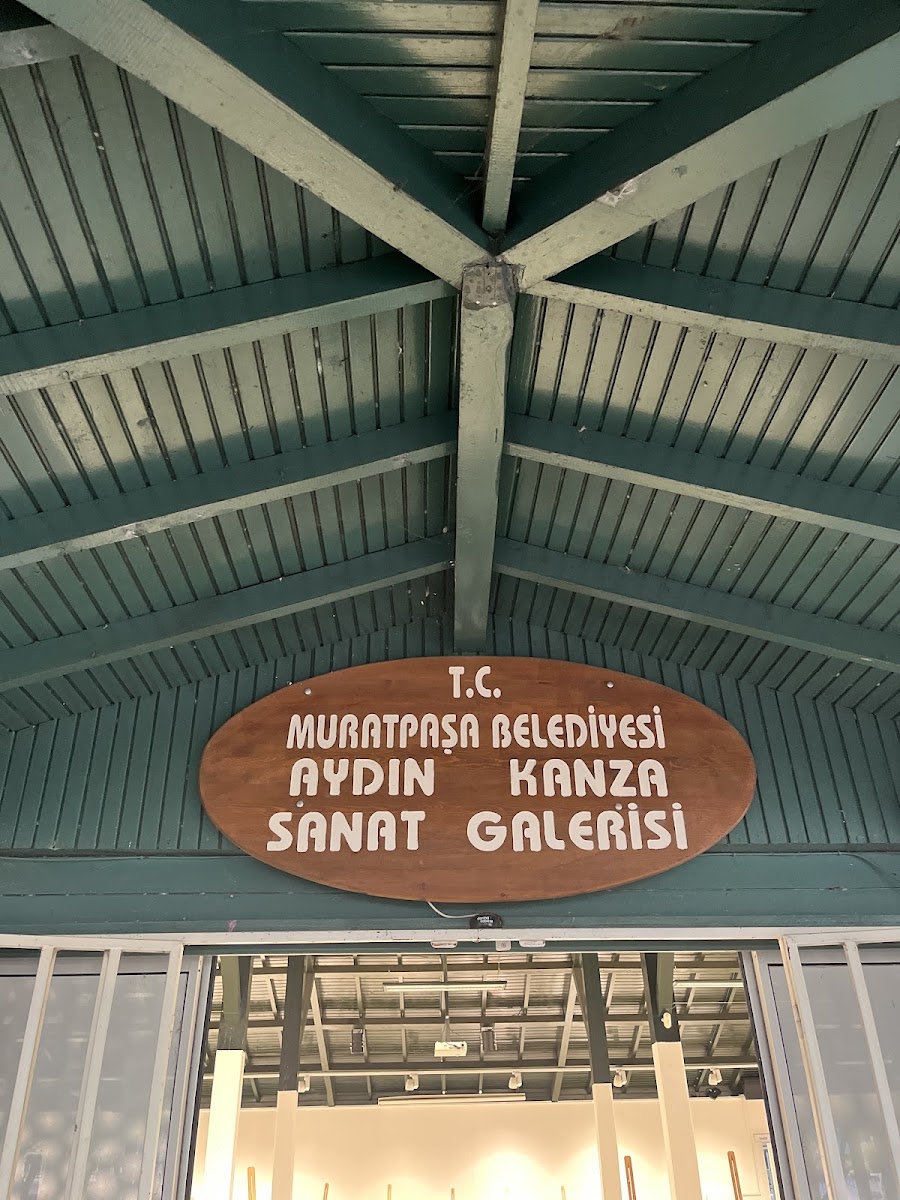 T.C.
MURATPAŞA BELEDİYESİ
AYDIN KANZA
SANAT GALERİSİ